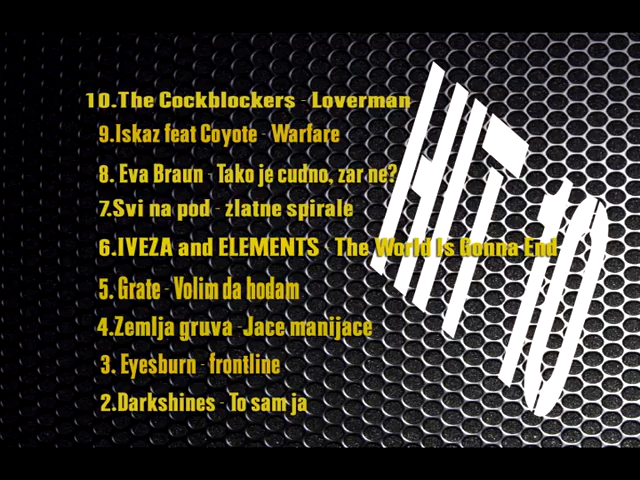 10.The Cockblockers - Loverman
9.Iskaz feat Coyote - Warfare
8. Eva Braun - Tako je cudno, zar ne?
7.Svi na pod - zlatne spirale
6.IVEZA and ELEMENTS - The World Is Gonna End
5. Grate - Volim da hodam
4.Zemlja gruva -Jace manijace
3. Eyesburn - frontline
2.Darkshines - To sam ja
HIT 10